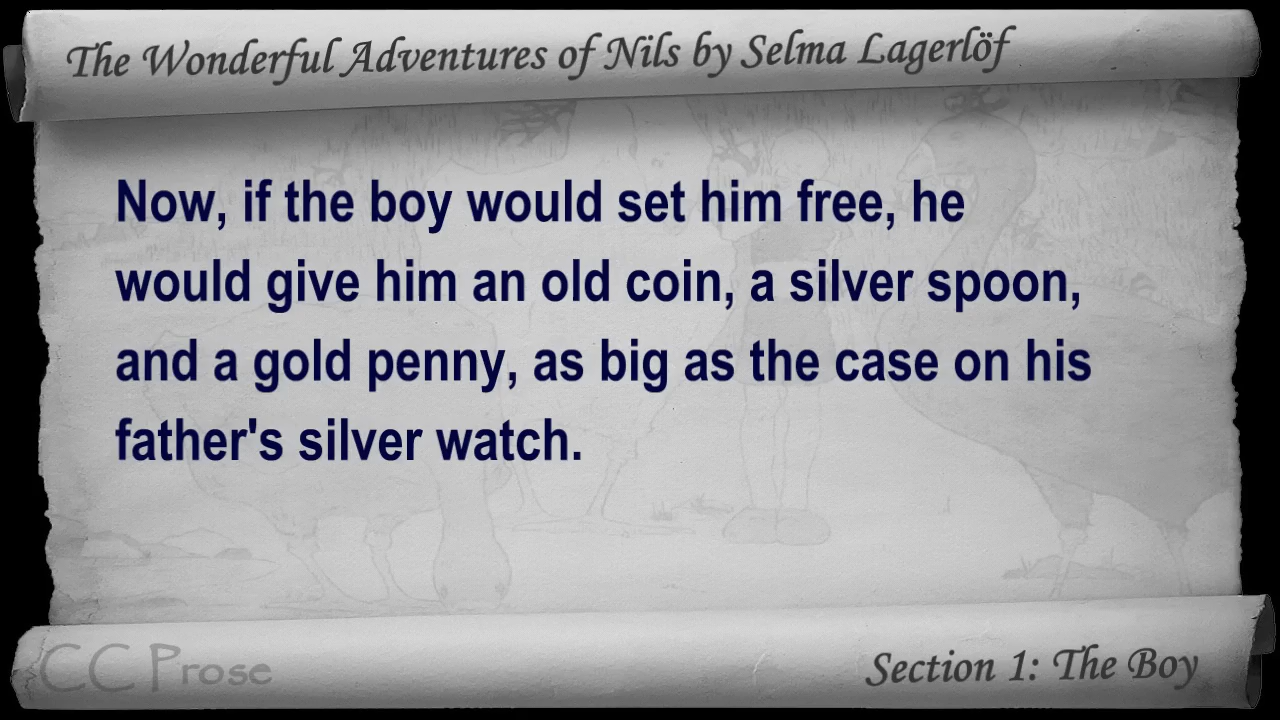 The Wonderful Adventures of Nils by Selma Lagerlöf
Now, if the boy would set him free, he
would give him an old coin, a silver spoon,
and a gold penny, as big as the case on his
father's silver watch.
CC Prose
Section 1: The Boy